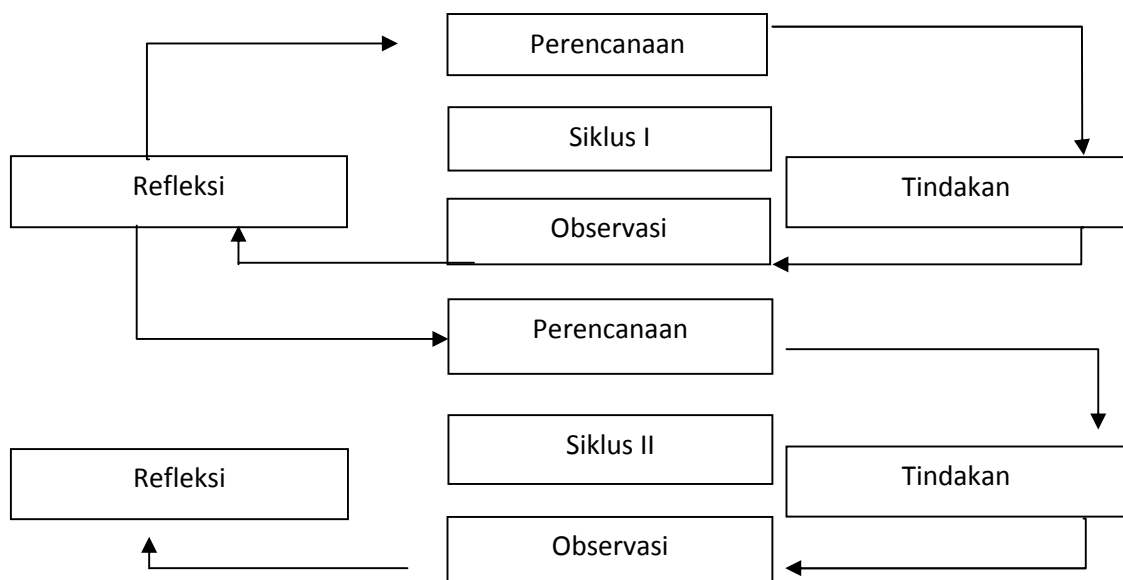 Perencanaan
Siklus I
Refleksi
Tindakan
Observasi
Perencanaan
Siklus II
Refleksi
Tindakan
Observasi